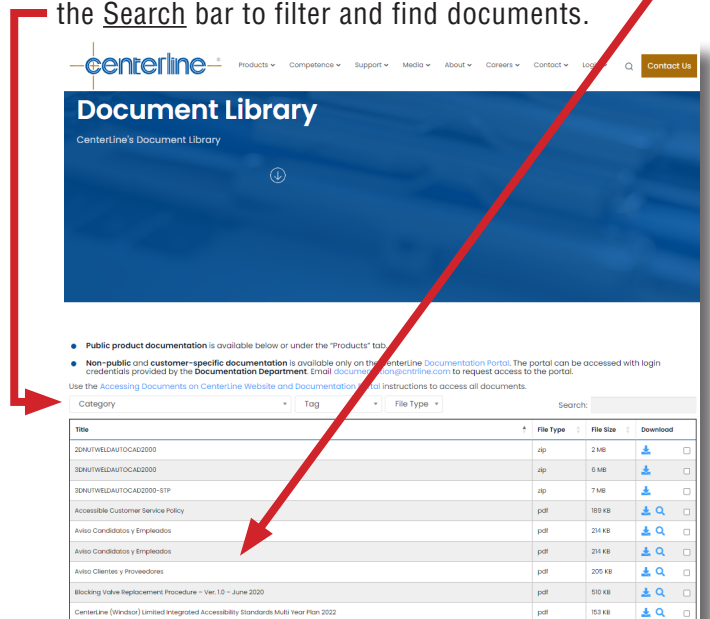 the Search bar to filter and find documents.
centerline
Products Competence Support Media About Careers Contact Contact Us
Document Library
CenterLine's Document Library
Public product documentation is available below or under the "Products" tab.
Non-public and customer-specific documentation is available only on the CenterLine Documentation Portal. The portal can be accessed with login
credentials provided by the Documentation Department. Email documentation@cntrline.com to request access to the portal.
Use the Accessing Documents on CenterLine Website and Documentation Portal instructions to access all documents.
Category Tag File Type Search:
Title File Type File Size Download
2DNUTWELDAUTOCAD2000 zip 2 MB
3DNUTWELDAUTOCAD2000 zip 6 MB
3DNUTWELDAUTOCAD2000-STP zip 7 MB
Accessible Customer Service Policy pdf 189 KB
Aviso Candidatos y Empleados pdf 214 KB
Aviso Candidatos y Empleados pdf 214 KB
Aviso Clientes y Proveedores pdf 205 KB
Blocking Valve Replacement Procedure – Ver. 1.0 – June 2020 pdf 510 KB
CenterLine (Windsor) Limited Integrated Accessibility Standards Multi Year Plan 2022 pdf 153 KB